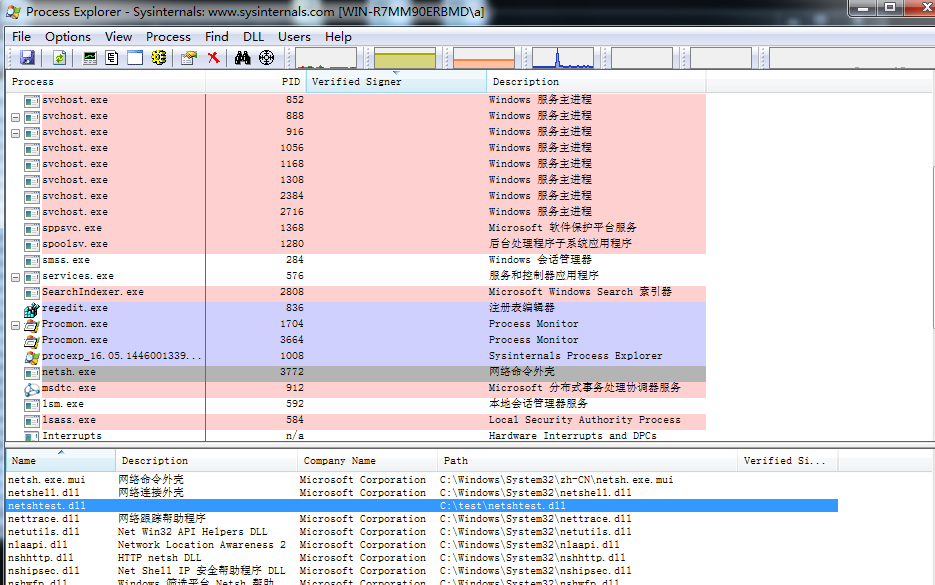 Process Explorer - Sysinternals: www.sysinternals.com [WIN-R7MM90ERBMD\a]
File Options View Process Find DLL Users Help
Process PID Verified Signer Description
svchost.exe 852 Windows 服务主进程
svchost.exe 888 Windows 服务主进程
svchost.exe 916 Windows 服务主进程
svchost.exe 1056 Windows 服务主进程
svchost.exe 1168 Windows 服务主进程
svchost.exe 1308 Windows 服务主进程
svchost.exe 2384 Windows 服务主进程
svchost.exe 2716 Windows 服务主进程
sppsvc.exe 1368 Microsoft 软件保护平台服务
spoolsv.exe 1280 后台处理程序子系统应用程序
smss.exe 284 Windows 会话管理器
services.exe 576 服务和控制器应用程序
SearchIndexer.exe 2808 Microsoft Windows Search 索引器
regedit.exe 836 注册表编辑器
Procmon.exe 1704 Process Monitor
Procmon.exe 3664 Process Monitor
procexp_16.05.1446001339... 1008 Sysinternals Process Explorer
netsh.exe 3772 网络命令外壳
msdtc.exe 912 Microsoft 分布式事务处理协调器服务
lsm.exe 592 本地会话管理器服务
lsass.exe 584 Local Security Authority Process
Interrupts n/a Hardware Interrupts and DPCs
Name Description Company Name Path Verified Si...
netsh.exe.mui 网络命令外壳 Microsoft Corporation C:\Windows\System32\zh-CN\netsh.exe.mui
netshell.dll 网络连接外壳 Microsoft Corporation C:\Windows\System32\netshell.dll
netshtest.dll C:\test\netshtest.dll
nettrace.dll 网络跟踪帮助程序 Microsoft Corporation C:\Windows\System32\nettrace.dll
netutils.dll Net Win32 API Helpers DLL Microsoft Corporation C:\Windows\System32\netutils.dll
nlaapi.dll Network Location Awareness 2 Microsoft Corporation C:\Windows\System32\nlaapi.dll
nshhttp.dll HTTP netsh DLL Microsoft Corporation C:\Windows\System32\nshhttp.dll
nshipsec.dll Net Shell IP 安全帮助程序 DLL Microsoft Corporation C:\Windows\System32\nshipsec.dll
nshwfp.dll Windows 筛选平台 Netsh 帮助 Microsoft Corporation C:\Windows\System32\nshwfp.dll